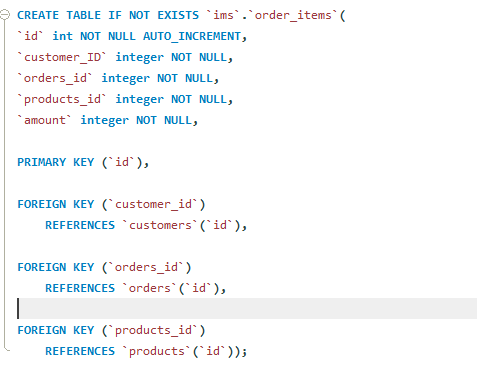 CREATE TABLE IF NOT EXISTS `ims`.`order_items`(
`id` int NOT NULL AUTO_INCREMENT,
`customer_ID` integer NOT NULL,
`orders_id` integer NOT NULL,
`products_id` integer NOT NULL,
`amount` integer NOT NULL,
PRIMARY KEY (`id`),
FOREIGN KEY (`customer_id`)
REFERENCES `customers`(`id`),
FOREIGN KEY (`orders_id`)
REFERENCES `orders`(`id`),
FOREIGN KEY (`products_id`)
REFERENCES `products`(`id`));